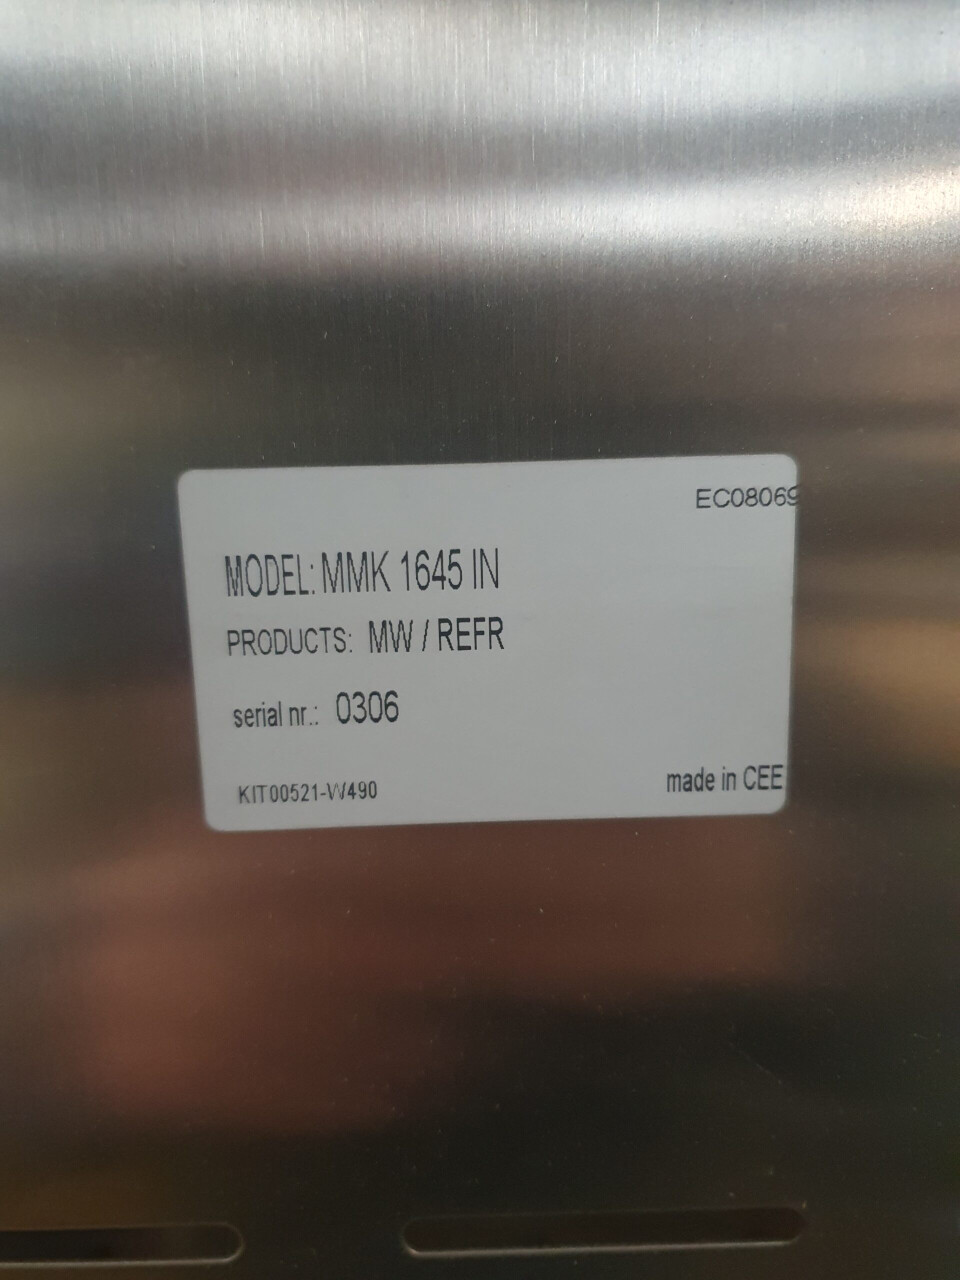 EC08069
MODEL: MMK 1645 IN
PRODUCTS: MW / REFR
serial nr.: 0306
KIT00521-W490
made in CEE